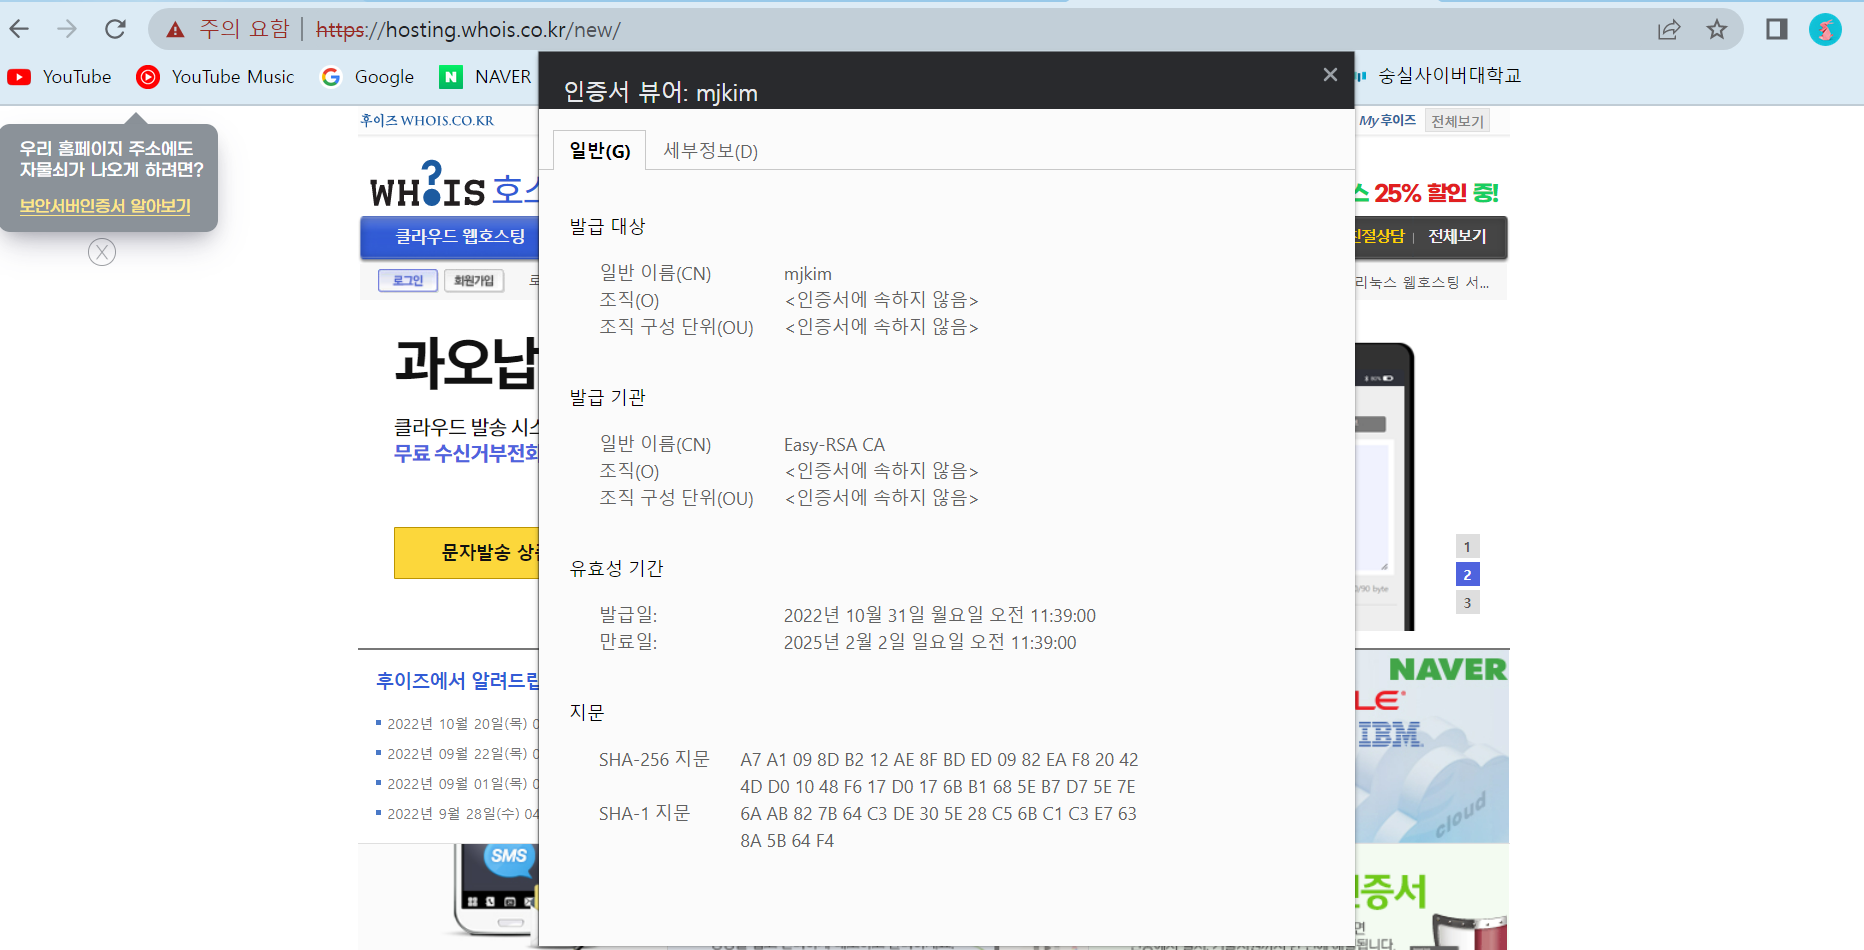 주의 요함 | https://hosting.whois.co.kr/new/
YouTube YouTube Music Google NAVER 숭실사이버대학교
우리 홈페이지 주소에도
자물쇠가 나오게 하려면?
보안서버인증서 알아보기
X
후이즈 WHOIS.CO.KR
My후이즈 전체보기
WH?IS 호스
스 25% 할인 중!
클라우드 웹호스팅
친절상담 | 전체보기
로그인 회원가입
리눅스 웹호스팅 서...
과오납
클라우드 발송 시스
무료 수신거부전화
문자발송 상품
1
2
3
0/90 byte
후이즈에서 알려드립
2022년 10월 20일(목) 0
2022년 09월 22일(목) 0
2022년 09월 01일(목) 0
2022년 9월 28일(수) 04
SMS
NAVER
LE
IBM
cloud
인증서
인증서 뷰어: mjkim
일반(G) 세부정보(D)
발급 대상
일반 이름(CN) mjkim
조직(O) <인증서에 속하지 않음>
조직 구성 단위(OU) <인증서에 속하지 않음>
발급 기관
일반 이름(CN) Easy-RSA CA
조직(O) <인증서에 속하지 않음>
조직 구성 단위(OU) <인증서에 속하지 않음>
유효성 기간
발급일: 2022년 10월 31일 월요일 오전 11:39:00
만료일: 2025년 2월 2일 일요일 오전 11:39:00
지문
SHA-256 지문 A7 A1 09 8D B2 12 AE 8F BD ED 09 82 EA F8 20 42
4D D0 10 48 F6 17 D0 17 6B B1 68 5E B7 D7 5E 7E
SHA-1 지문 6A AB 82 7B 64 C3 DE 30 5E 28 C5 6B C1 C3 E7 63
8A 5B 64 F4